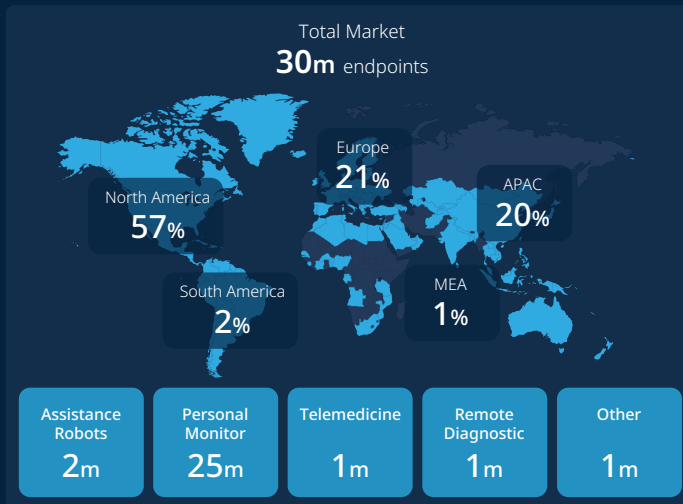 Total Market
30m endpoints
Europe
21%
APAC
20%
North America
57%
South America
2%
MEA
1%
Assistance
Robots
2m
Personal
Monitor
25m
Telemedicine
1m
Remote
Diagnostic
1m
Other
1m